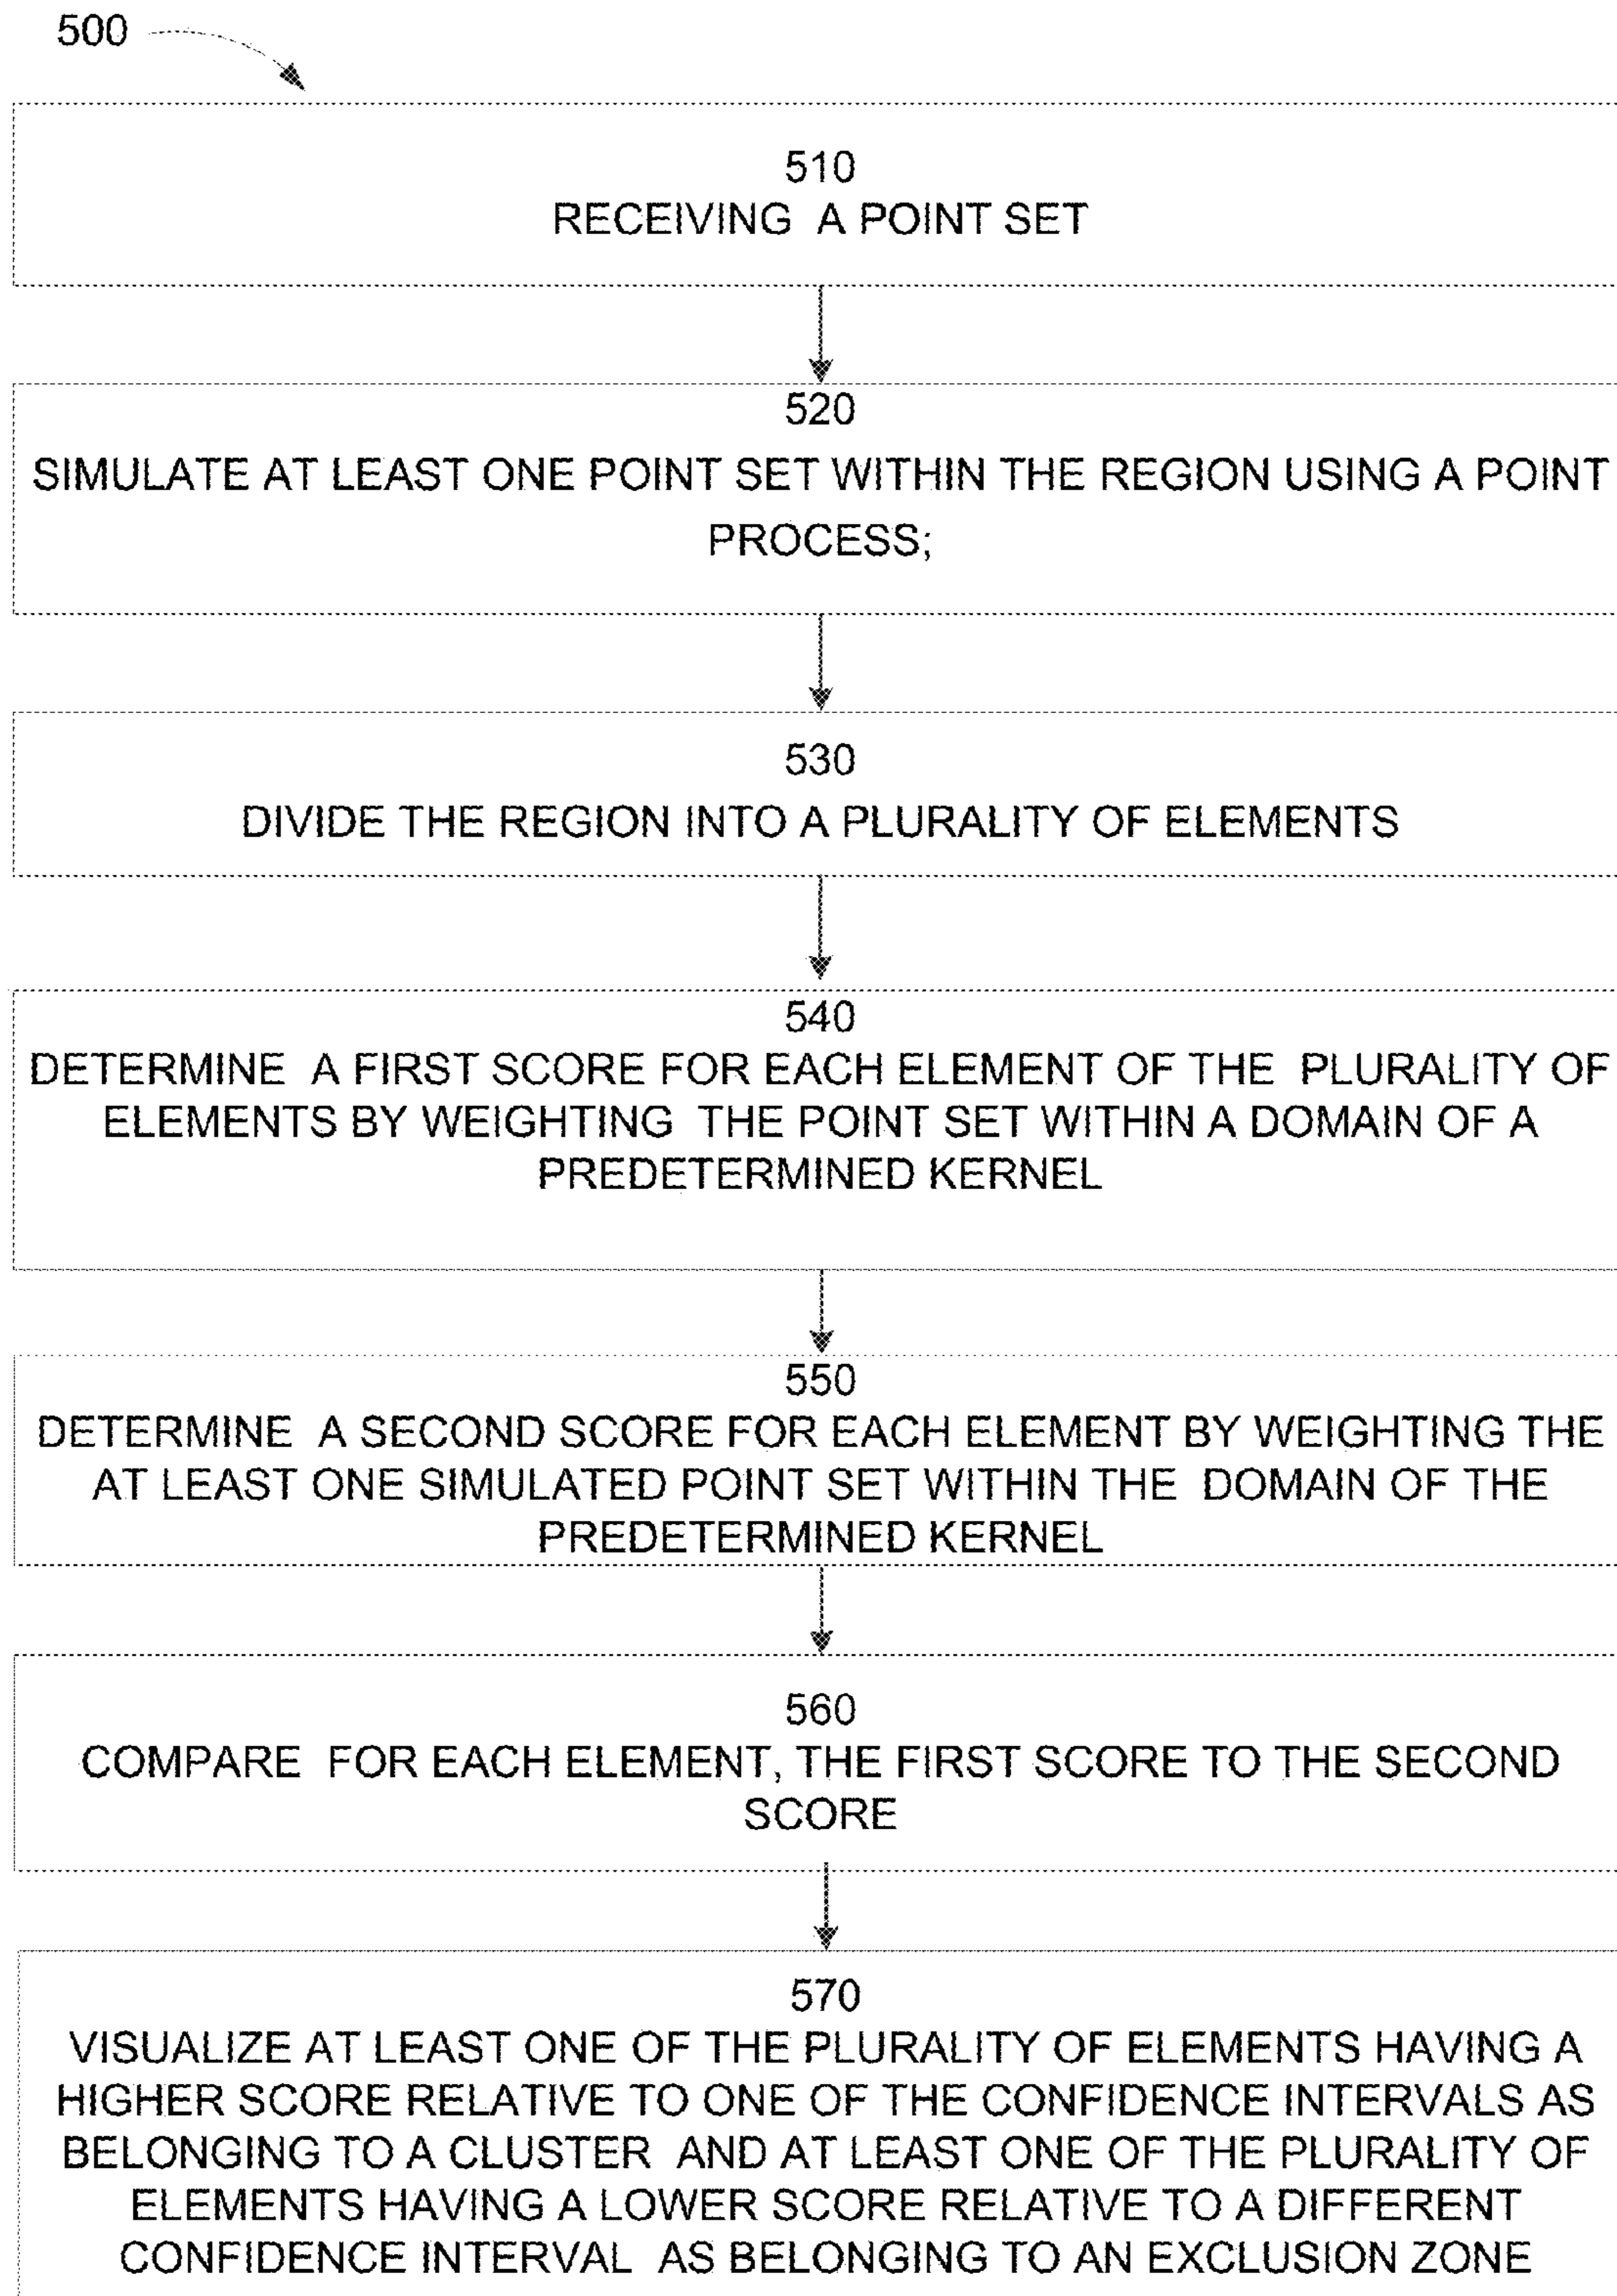 500
510
RECEIVING A POINT SET
520
SIMULATE AT LEAST ONE POINT SET WITHIN THE REGION USING A POINT
PROCESS;
530
DIVIDE THE REGION INTO A PLURALITY OF ELEMENTS
540
DETERMINE A FIRST SCORE FOR EACH ELEMENT OF THE PLURALITY OF
ELEMENTS BY WEIGHTING THE POINT SET WITHIN A DOMAIN OF A
PREDETERMINED KERNEL
550
DETERMINE A SECOND SCORE FOR EACH ELEMENT BY WEIGHTING THE
AT LEAST ONE SIMULATED POINT SET WITHIN THE DOMAIN OF THE
PREDETERMINED KERNEL
560
COMPARE FOR EACH ELEMENT, THE FIRST SCORE TO THE SECOND
SCORE
570
VISUALIZE AT LEAST ONE OF THE PLURALITY OF ELEMENTS HAVING A
HIGHER SCORE RELATIVE TO ONE OF THE CONFIDENCE INTERVALS AS
BELONGING TO A CLUSTER AND AT LEAST ONE OF THE PLURALITY OF
ELEMENTS HAVING A LOWER SCORE RELATIVE TO A DIFFERENT
CONFIDENCE INTERVAL AS BELONGING TO AN EXCLUSION ZONE